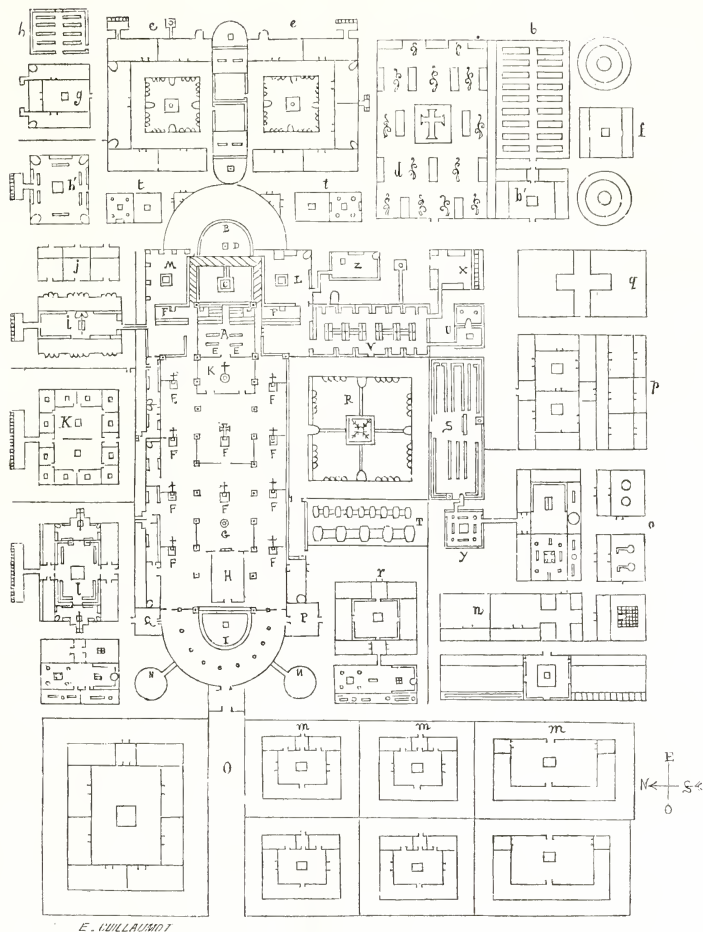 h e e b
g f
h' d b'
t t
B
D
M C L z x q
j F F
i A U
E E V
K
F F R p
K S
F F F
F F F T
G y o
l F F r
H n
Q P
I
N N
O m m m
E
N S
O
E. GUILLAUMOT